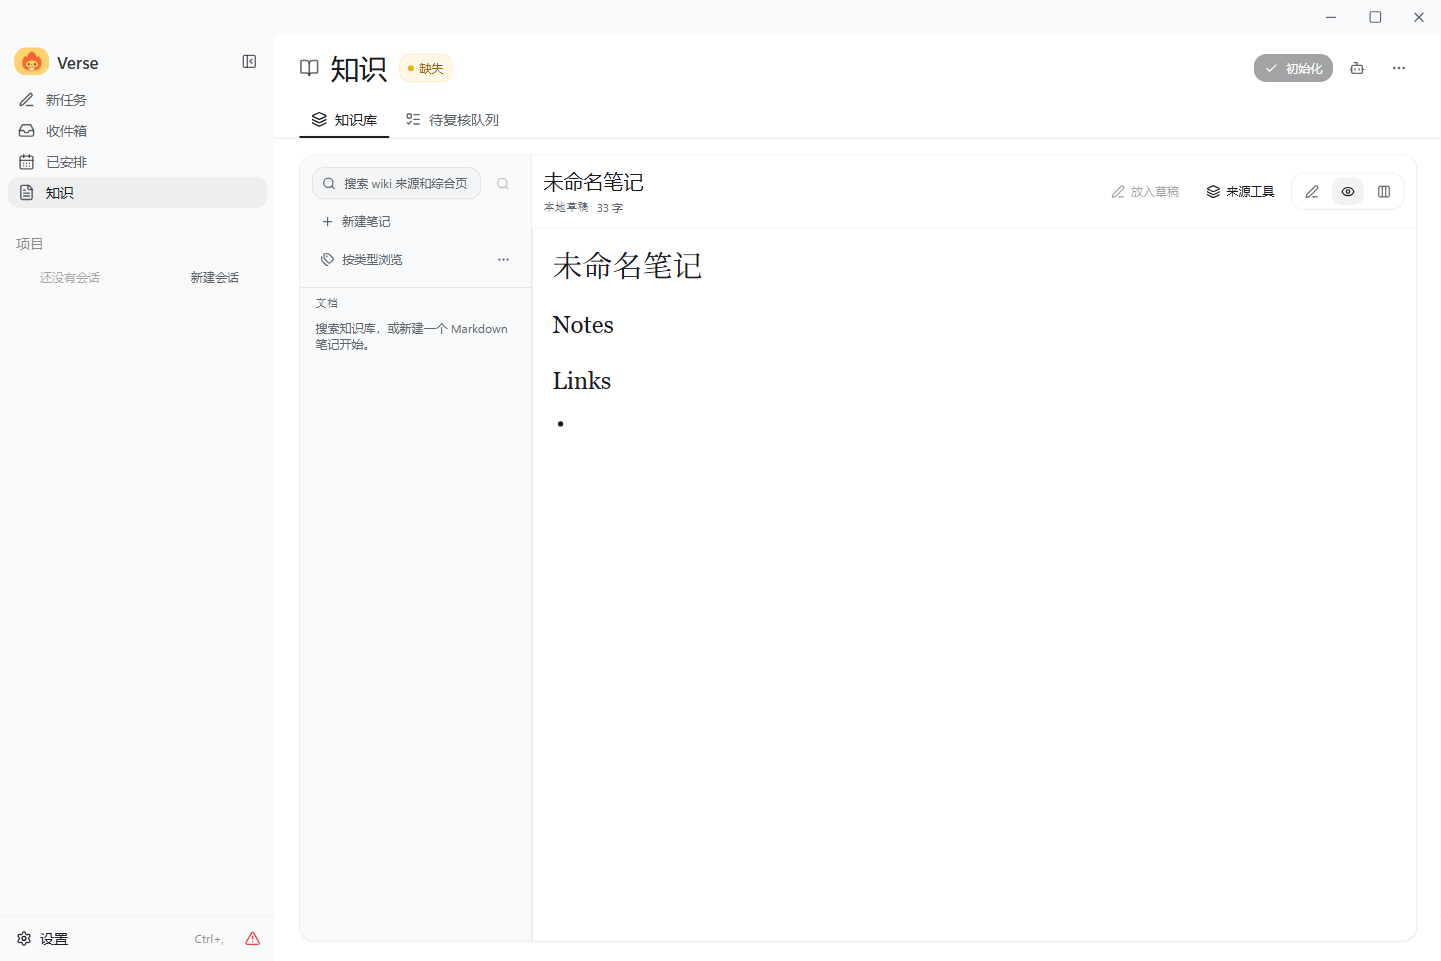 Verse
新任务
收件箱
已安排
知识
项目
还没有会话 新建会话
设置 Ctrl+,
知识 缺失
初始化
知识库 待复核队列
搜索 wiki 来源和综合页
新建笔记
按类型浏览
文档
搜索知识库，或新建一个 Markdown
笔记开始。
未命名笔记
本地草稿 33 字
放入草稿 来源工具
未命名笔记
Notes
Links